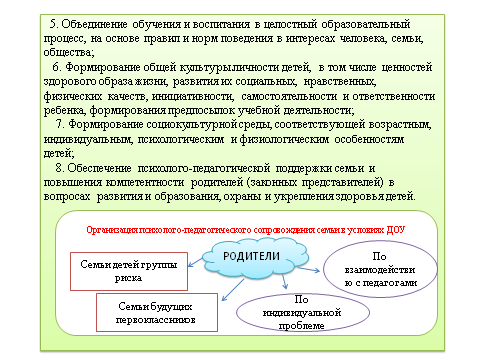 5. Объединение обучения и воспитания в целостный образовательный
процесс, на основе правил и норм поведения в интересах человека, семьи,
общества;
6. Формирование общей культуры личности детей, в том числе ценностей
здорового образа жизни, развития их социальных, нравственных,
физических качеств, инициативности, самостоятельности и ответственности
ребенка, формирования предпосылок учебной деятельности;
7. Формирование социокультурной среды, соответствующей возрастным,
индивидуальным, психологическим и физиологическим особенностям
детей;
8. Обеспечение психолого-педагогической поддержки семьи и
повышения компетентности родителей (законных представителей) в
вопросах развития и образования, охраны и укрепления здоровья детей.
Организация психолого-педагогического сопровождения семьи в условиях ДОУ
РОДИТЕЛИ
Семьи детей группы
риска
По
взаимодействи
ю с педагогами
Семьи будущих
первоклассников
По
индивидуальной
проблеме